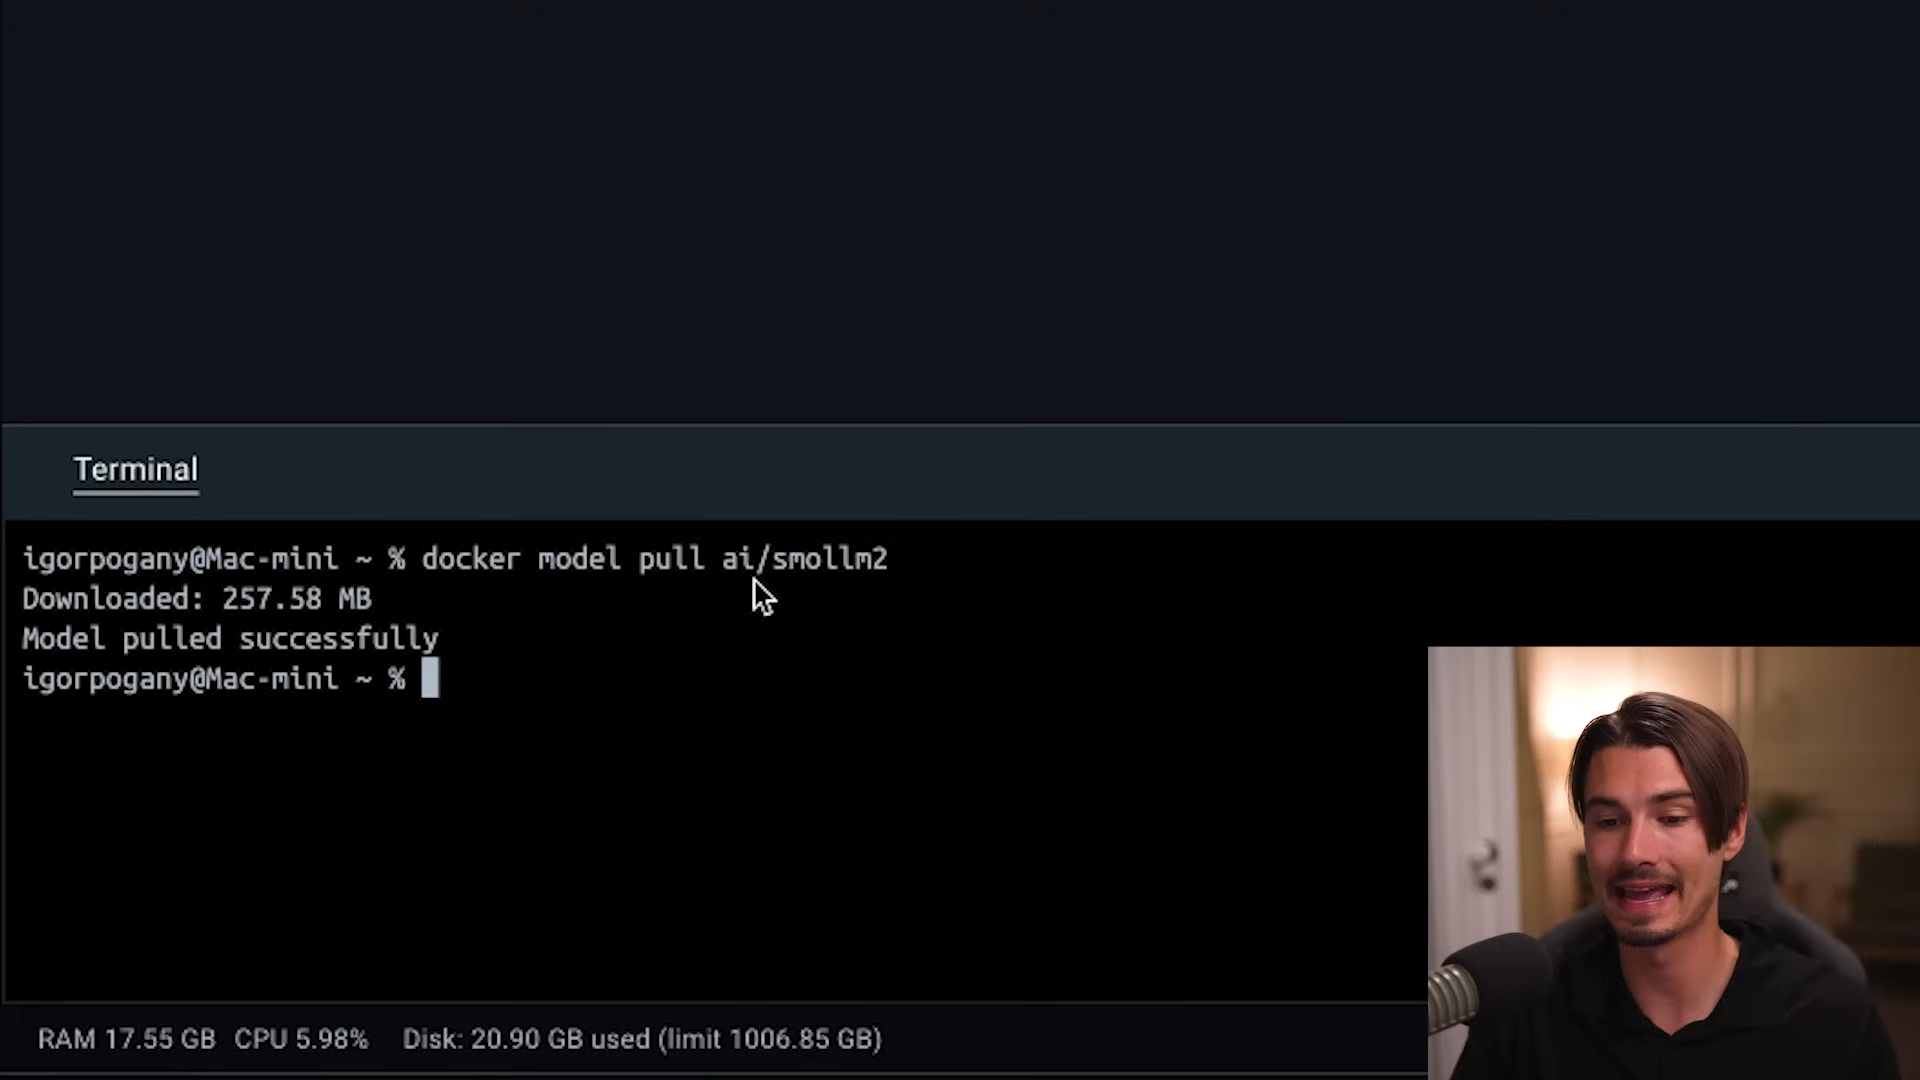 Terminal
igorpogany@Mac-mini ~ % docker model pull ai/smollm2
Downloaded: 257.58 MB
Model pulled successfully
igorpogany@Mac-mini ~ %
RAM 17.55 GB CPU 5.98% Disk: 20.90 GB used (limit 1006.85 GB)